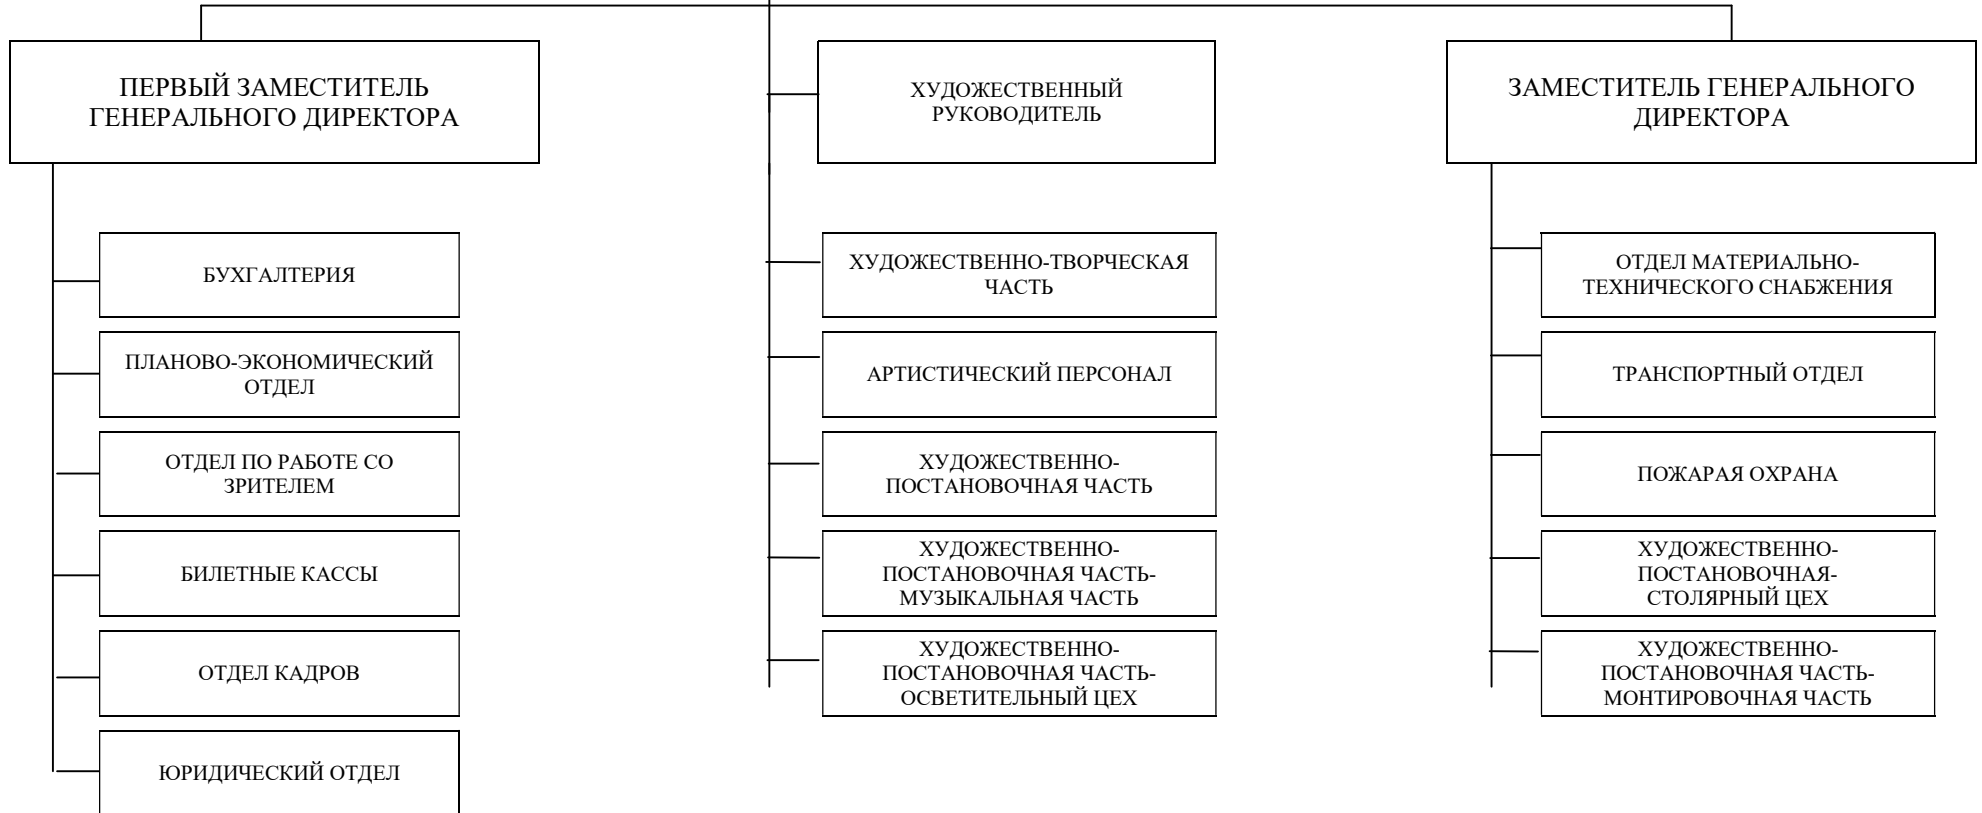 ПЕРВЫЙ ЗАМЕСТИТЕЛЬ
ГЕНЕРАЛЬНОГО ДИРЕКТОРА
БУХГАЛТЕРИЯ
ПЛАНОВО-ЭКОНОМИЧЕСКИЙ
ОТДЕЛ
ОТДЕЛ ПО РАБОТЕ СО
ЗРИТЕЛЕМ
БИЛЕТНЫЕ КАССЫ
ОТДЕЛ КАДРОВ
ЮРИДИЧЕСКИЙ ОТДЕЛ
ХУДОЖЕСТВЕННЫЙ
РУКОВОДИТЕЛЬ
ХУДОЖЕСТВЕННО-ТВОРЧЕСКАЯ
ЧАСТЬ
АРТИСТИЧЕСКИЙ ПЕРСОНАЛ
ХУДОЖЕСТВЕННО-
ПОСТАНОВОЧНАЯ ЧАСТЬ
ХУДОЖЕСТВЕННО-
ПОСТАНОВОЧНАЯ ЧАСТЬ-
МУЗЫКАЛЬНАЯ ЧАСТЬ
ХУДОЖЕСТВЕННО-
ПОСТАНОВОЧНАЯ ЧАСТЬ-
ОСВЕТИТЕЛЬНЫЙ ЦЕХ
ЗАМЕСТИТЕЛЬ ГЕНЕРАЛЬНОГО
ДИРЕКТОРА
ОТДЕЛ МАТЕРИАЛЬНО-
ТЕХНИЧЕСКОГО СНАБЖЕНИЯ
ТРАНСПОРТНЫЙ ОТДЕЛ
ПОЖАРАЯ ОХРАНА
ХУДОЖЕСТВЕННО-
ПОСТАНОВОЧНАЯ-
СТОЛЯРНЫЙ ЦЕХ
ХУДОЖЕСТВЕННО-
ПОСТАНОВОЧНАЯ ЧАСТЬ-
МОНТИРОВОЧНАЯ ЧАСТЬ